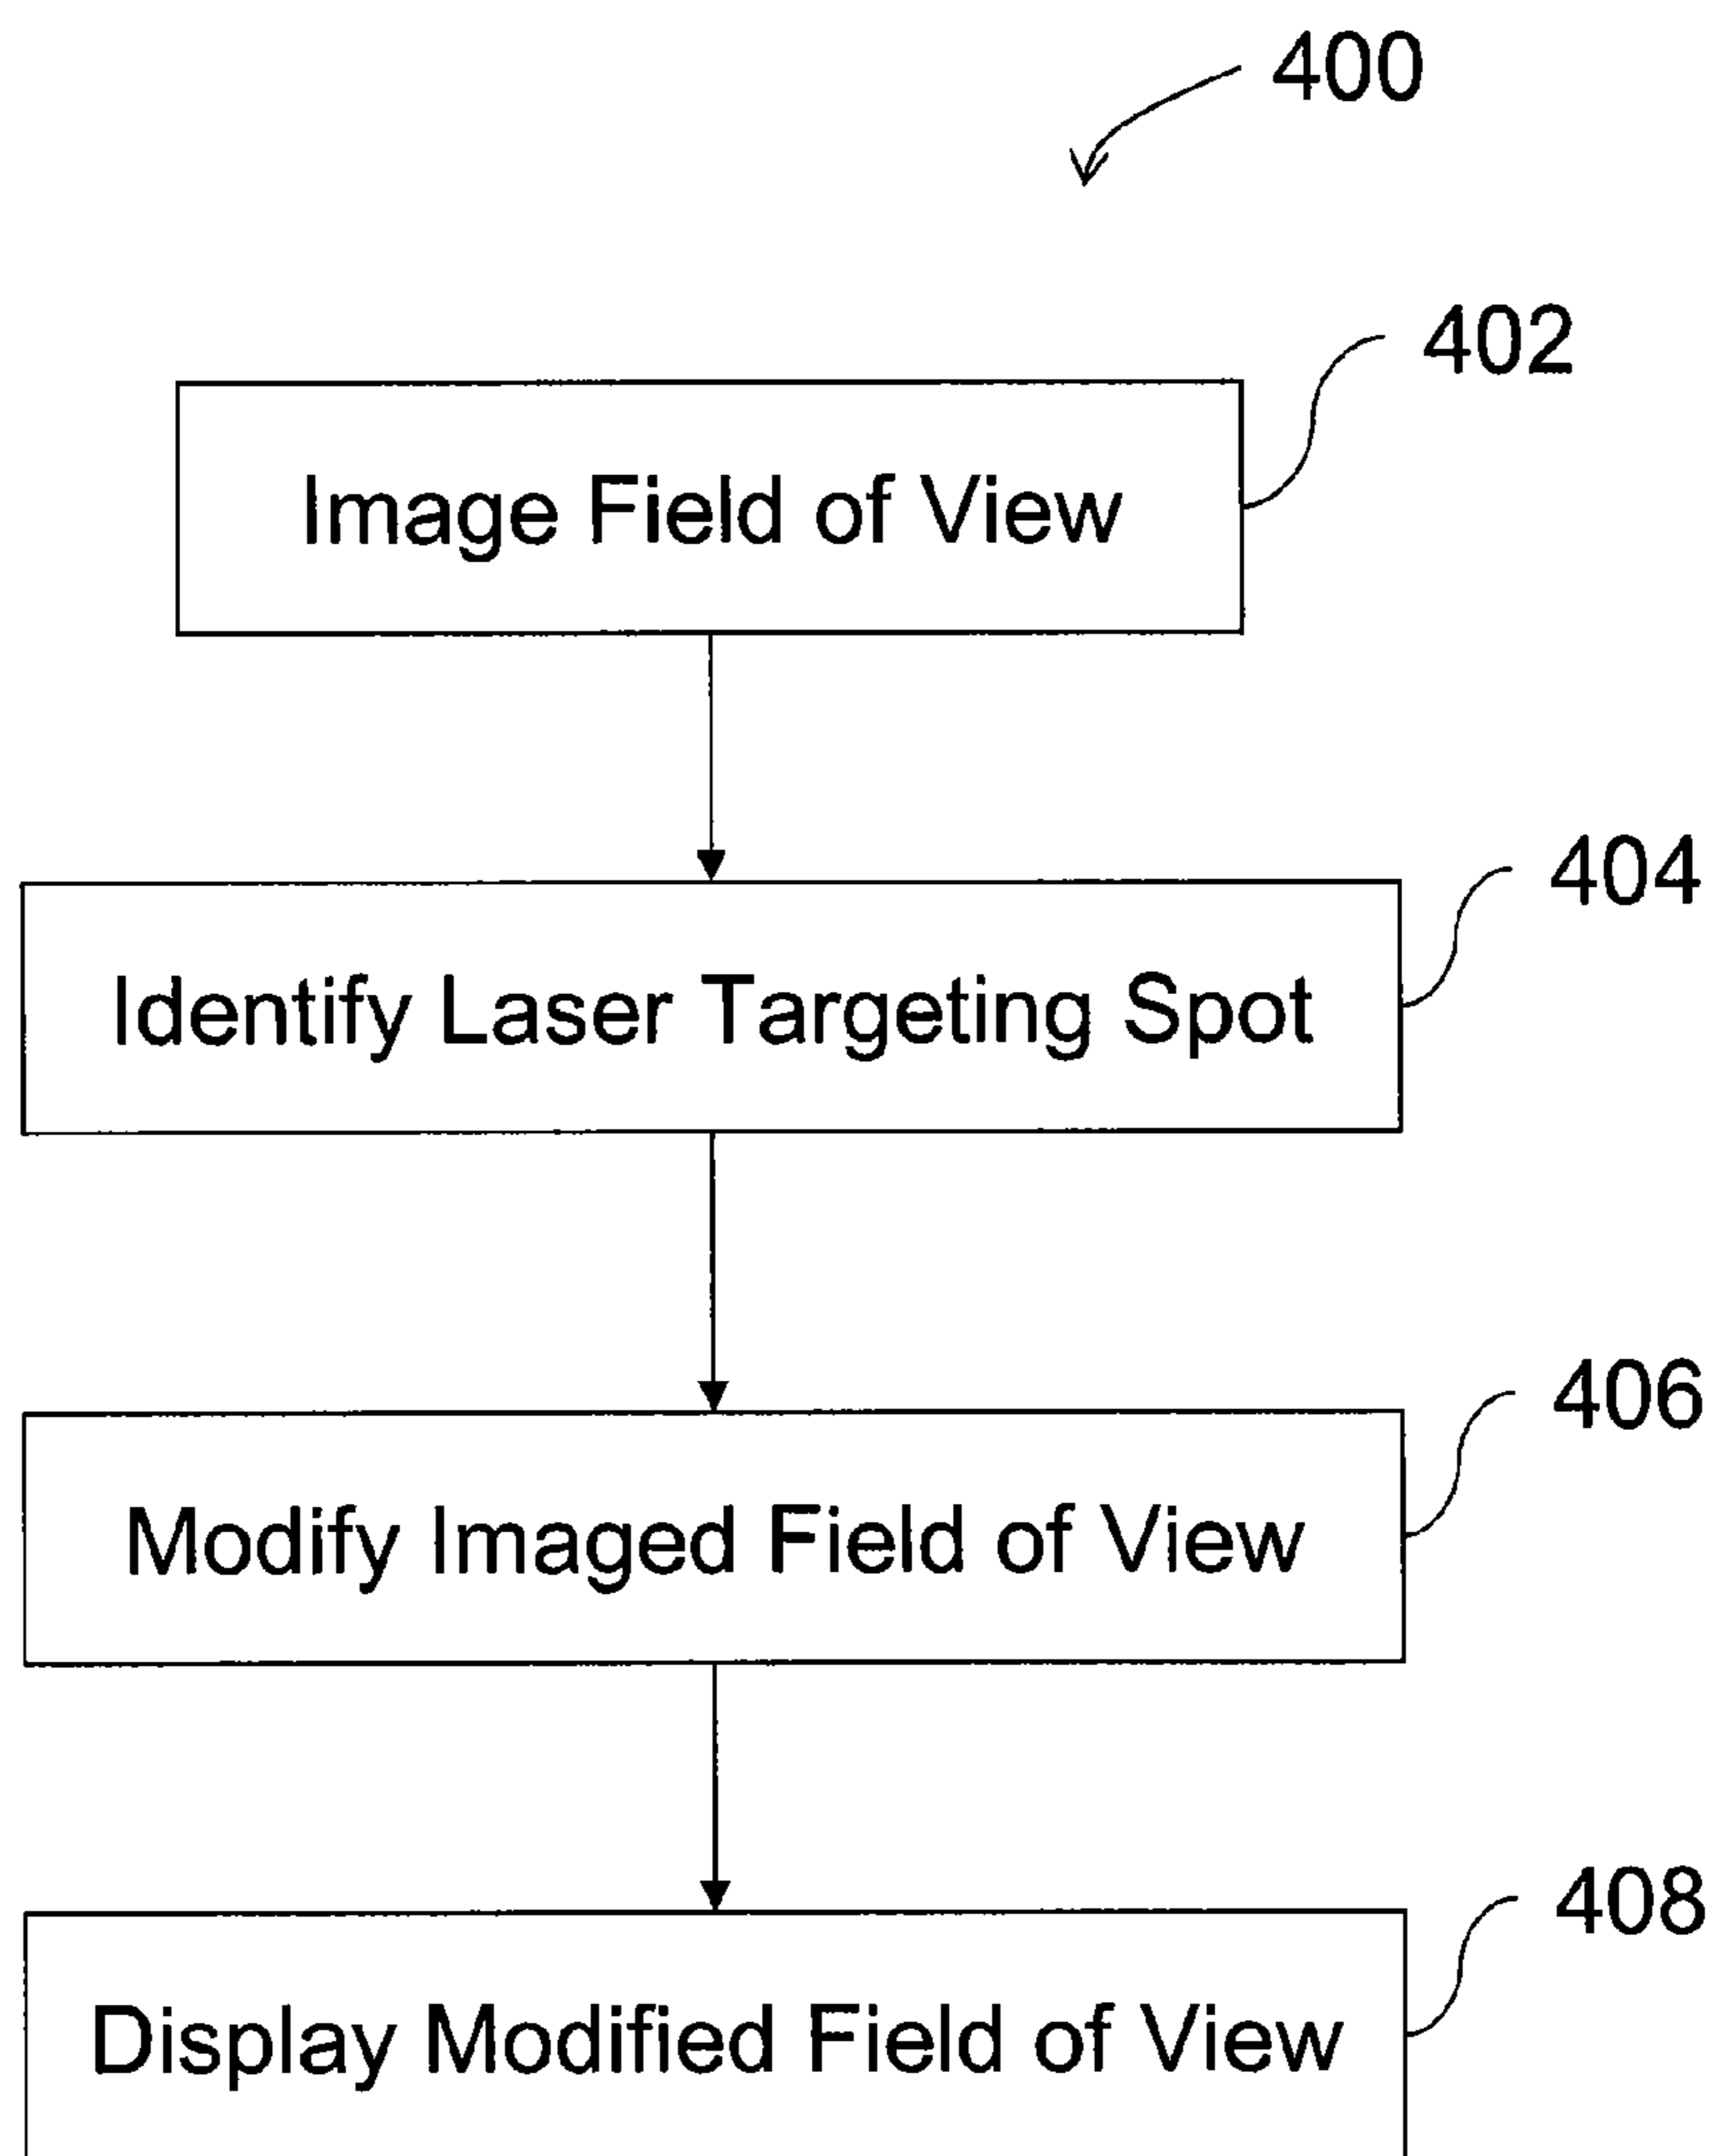 400
402
Image Field of View
404
Identify Laser Targeting Spot
406
Modify Imaged Field of View
408
Display Modified Field of View